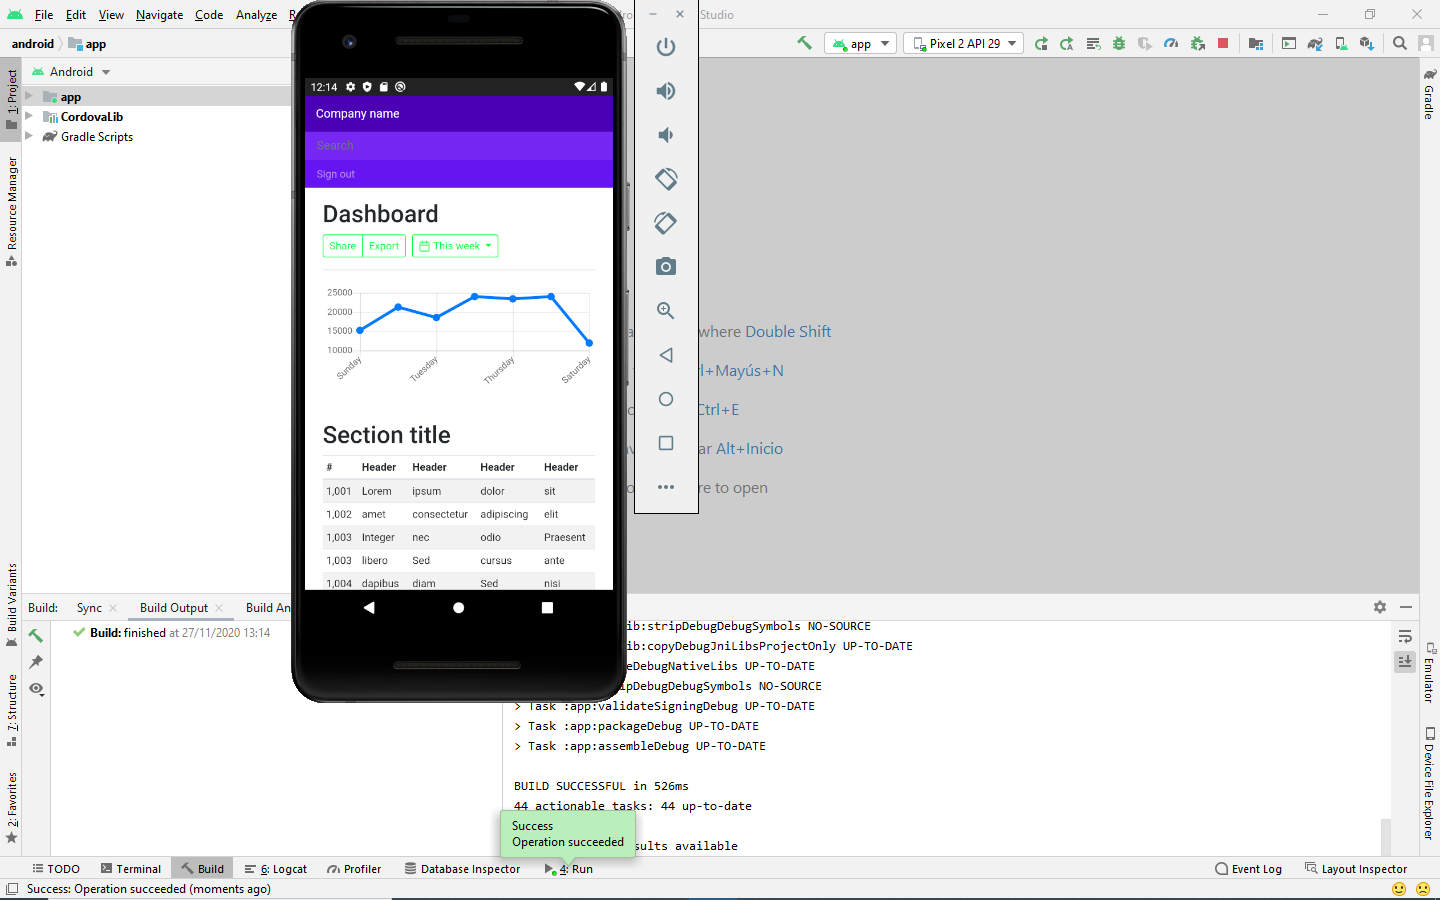 File Edit View Navigate Code Analyze
Studio
android app
app Pixel 2 API 29
1: Project
Resource Manager
Build Variants
7: Structure
2: Favorites
Android
app
CordovaLib
Gradle Scripts
12:14
Company name
Search
Sign out
Dashboard
Share Export This week
25000
20000
15000
10000
Sunday Tuesday Thursday Saturday
Section title
# Header Header Header Header
1,001 Lorem ipsum dolor sit
1,002 amet consectetur adipiscing elit
1,003 Integer nec odio Praesent
1,003 libero Sed cursus ante
1,004 dapibus diam Sed nisi
where Double Shift
+Mayús+N
Ctrl+E
Alt+Inicio
to open
Gradle
Emulator
Device File Explorer
Build: Sync Build Output Build
Build: finished at 27/11/2020 13:14
:stripDebugDebugSymbols NO-SOURCE
:copyDebugJniLibsProjectOnly UP-TO-DATE
DebugNativeLibs UP-TO-DATE
DebugDebugSymbols NO-SOURCE
> Task :app:validateSigningDebug UP-TO-DATE
> Task :app:packageDebug UP-TO-DATE
> Task :app:assembleDebug UP-TO-DATE
BUILD SUCCESSFUL in 526ms
44 actionable tasks: 44 up-to-date
available
Success
Operation succeeded
TODO Terminal Build 6: Logcat Profiler Database Inspector 4: Run Event Log Layout Inspector
Success: Operation succeeded (moments ago)